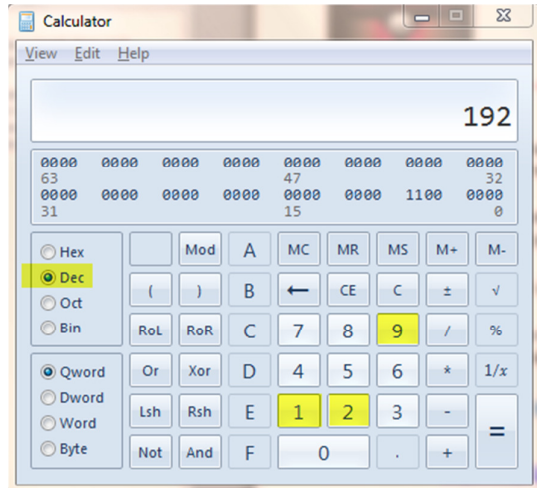 Calculator
View Edit Help
192
0000 0000 0000 0000 0000 0000 0000 0000
63 47 32
0000 0000 0000 0000 0000 0000 1100 0000
31 15 0
Hex Mod A MC MR MS M+ M-
Dec ( ) B ← CE C ± √
Oct
Bin RoL RoR C 7 8 9 / %
Qword Or Xor D 4 5 6 * 1/x
Dword
Word Lsh Rsh E 1 2 3 - =
Byte Not And F 0 . +